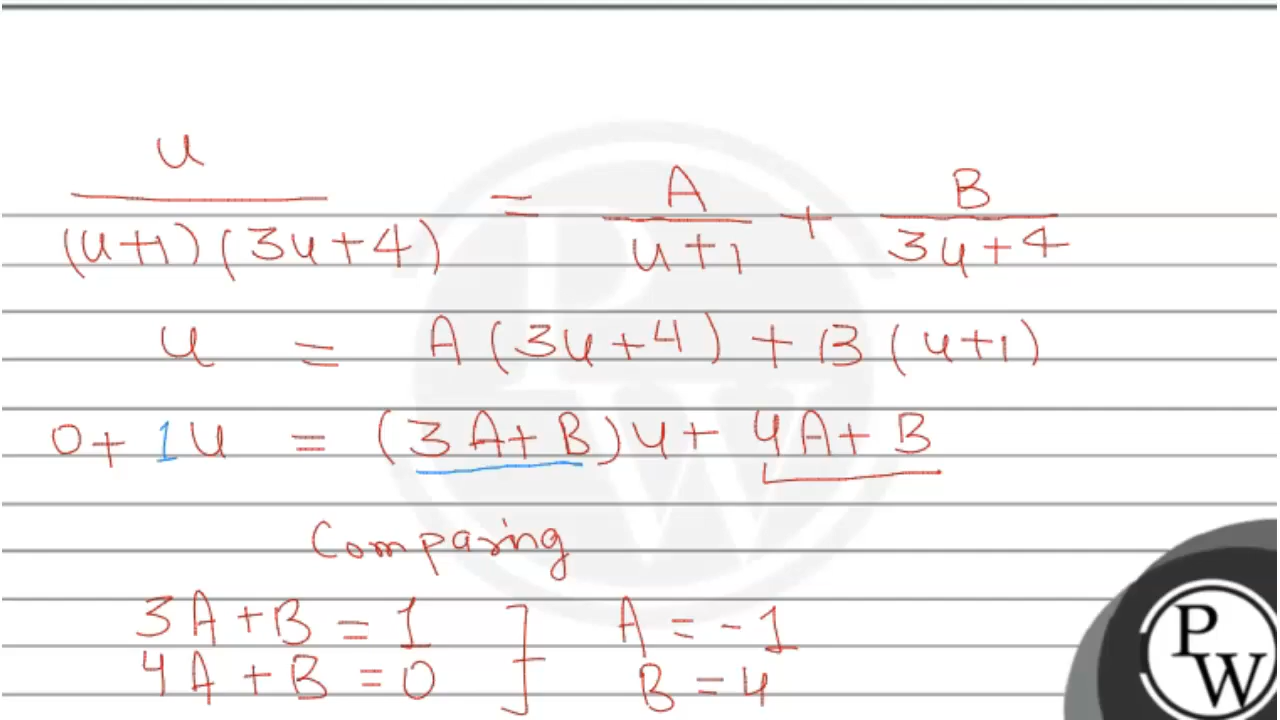 u / (u+1)(3u+4) = A / u+1 + B / 3u+4
u = A(3u+4) + B(u+1)
0+1u = (3A+B)u+4A+B
Comparing
3A+B=1 ] A=-1
4A+B=0 ] B=4
PW
PW